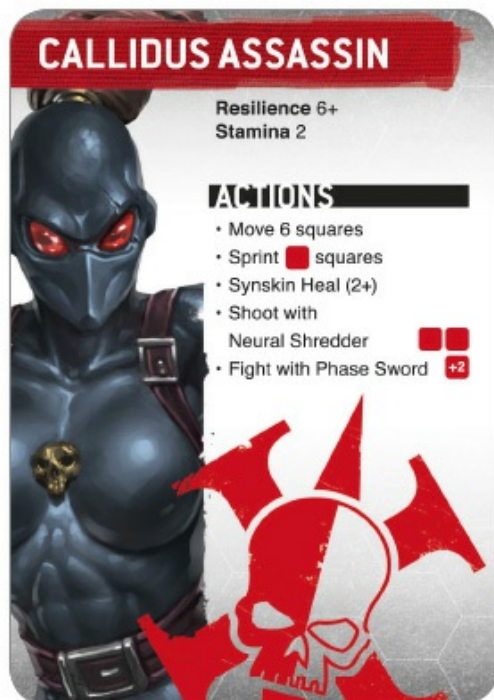 CALLIDUS ASSASSIN
Resilience 6+
Stamina 2
ACTIONS
• Move 6 squares
• Sprint squares
• Synskin Heal (2+)
• Shoot with
Neural Shredder
• Fight with Phase Sword +2